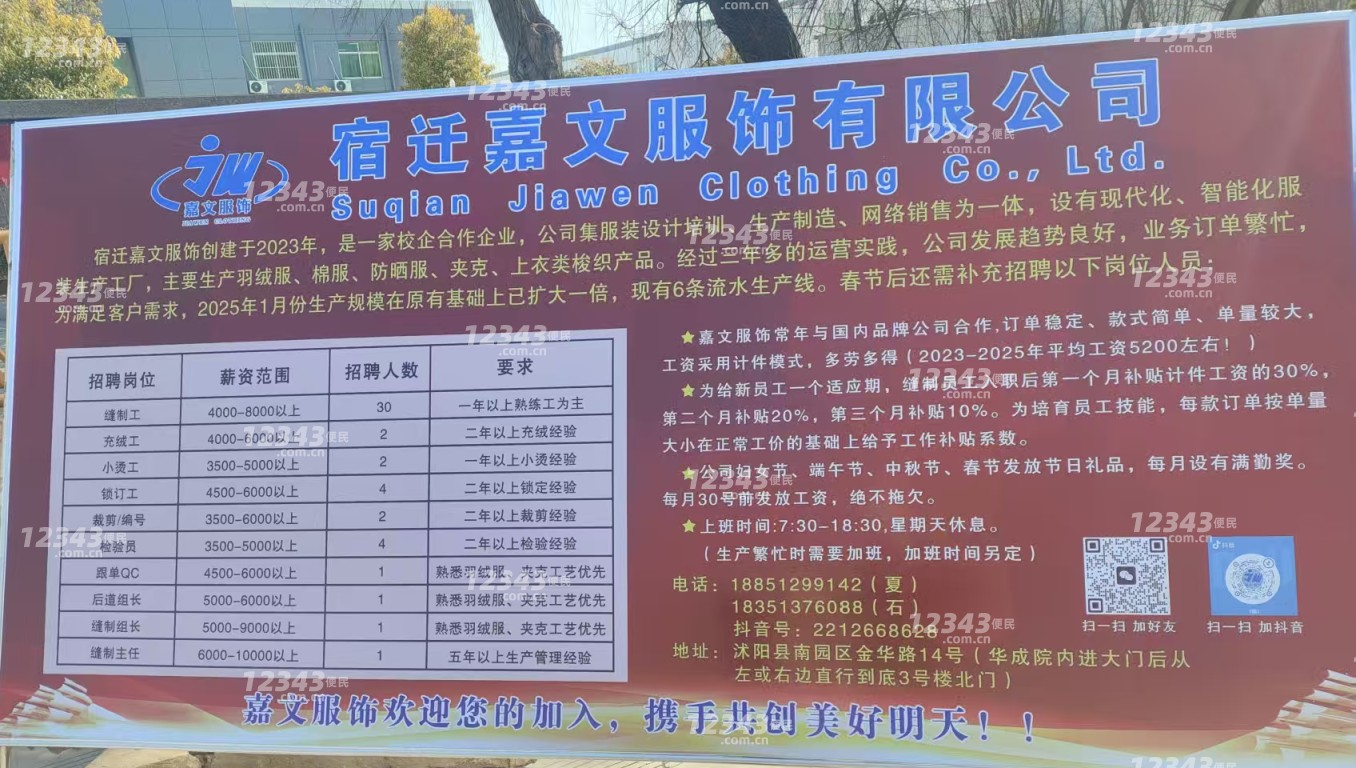 宿迁嘉文服饰有限公司
Suqian Jiawen Clothing Co., Ltd.
JW
嘉文服饰
JIAWEN CLOTHING
宿迁嘉文服饰创建于2023年，是一家校企合作企业，公司集服装设计培训、生产制造、网络销售为一体，设有现代化、智能化服
装生产工厂，主要生产羽绒服、棉服、防晒服、夹克、上衣类梭织产品。经过三年多的运营实践，公司发展趋势良好，业务订单繁忙，
为满足客户需求，2025年1月份生产规模在原有基础上已扩大一倍，现有6条流水生产线。春节后还需补充招聘以下岗位人员：
招聘岗位 薪资范围 招聘人数 要求
缝制工 4000-8000以上 30 一年以上熟练工为主
充绒工 4000-6000以上 2 二年以上充绒经验
小烫工 3500-5000以上 2 一年以上小烫经验
锁订工 4500-6000以上 4 二年以上锁定经验
裁剪/编号 3500-6000以上 2 二年以上裁剪经验
检验员 3500-5000以上 4 二年以上检验经验
跟单QC 4500-6000以上 1 熟悉羽绒服、夹克工艺优先
后道组长 5000-6000以上 1 熟悉羽绒服、夹克工艺优先
缝制组长 5000-9000以上 1 熟悉羽绒服、夹克工艺优先
缝制主任 6000-10000以上 1 五年以上生产管理经验
嘉文服饰常年与国内品牌公司合作,订单稳定、款式简单、单量较大，
工资采用计件模式，多劳多得（2023-2025年平均工资5200左右！）
为给新员工一个适应期，缝制员工入职后第一个月补贴计件工资的30%，
第二个月补贴20%，第三个月补贴10%。为培育员工技能，每款订单按单量
大小在正常工价的基础上给予工作补贴系数。
公司妇女节、端午节、中秋节、春节发放节日礼品，每月设有满勤奖。
每月30号前发放工资，绝不拖欠。
上班时间:7:30-18:30,星期天休息。
（生产繁忙时需要加班，加班时间另定）
电话：18851299142（夏）
18351376088（石）
抖音号：2212668628
地址：沭阳县南园区金华路14号（华成院内进大门后从
左或右边直行到底3号楼北门）
扫一扫 加好友
扫一扫 加抖音
嘉文服饰欢迎您的加入，携手共创美好明天！！
12343便民
.com.cn